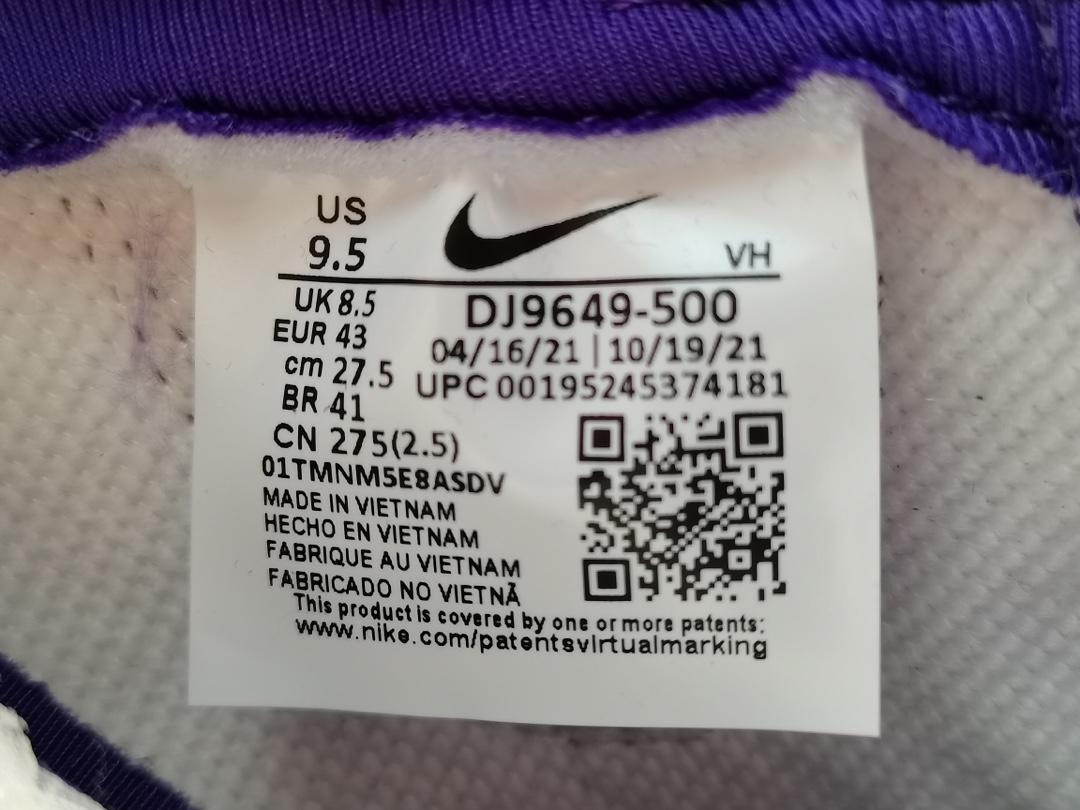 US
9.5
VH
UK 8.5
EUR 43
cm 27.5
BR 41
CN 275(2.5)
01TMNM5E8ASDV
DJ9649-500
04/16/21 | 10/19/21
UPC 00195245374181
MADE IN VIETNAM
HECHO EN VIETNAM
FABRIQUE AU VIETNAM
FABRICADO NO VIETNÃ
This product is covered by one or more patents:
www.nike.com/patentsvirtualmarking